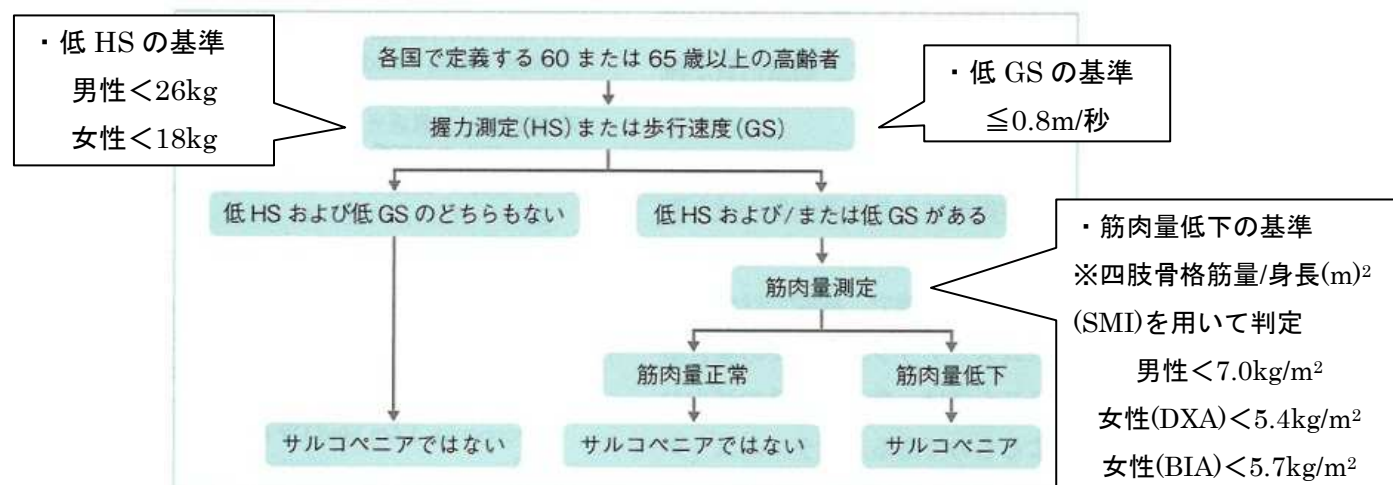 ・低 HS の基準
男性＜26kg
女性＜18kg
各国で定義する 60 または 65 歳以上の高齢者
・低 GS の基準
≦0.8m/秒
握力測定(HS)または歩行速度(GS)
低 HS および低 GS のどちらもない
低 HS および/または低 GS がある
・筋肉量低下の基準
※四肢骨格筋量/身長(m)²
(SMI)を用いて判定
男性＜7.0kg/m²
女性(DXA)＜5.4kg/m²
女性(BIA)＜5.7kg/m²
筋肉量測定
筋肉量正常
筋肉量低下
サルコペニアではない
サルコペニアではない
サルコペニア